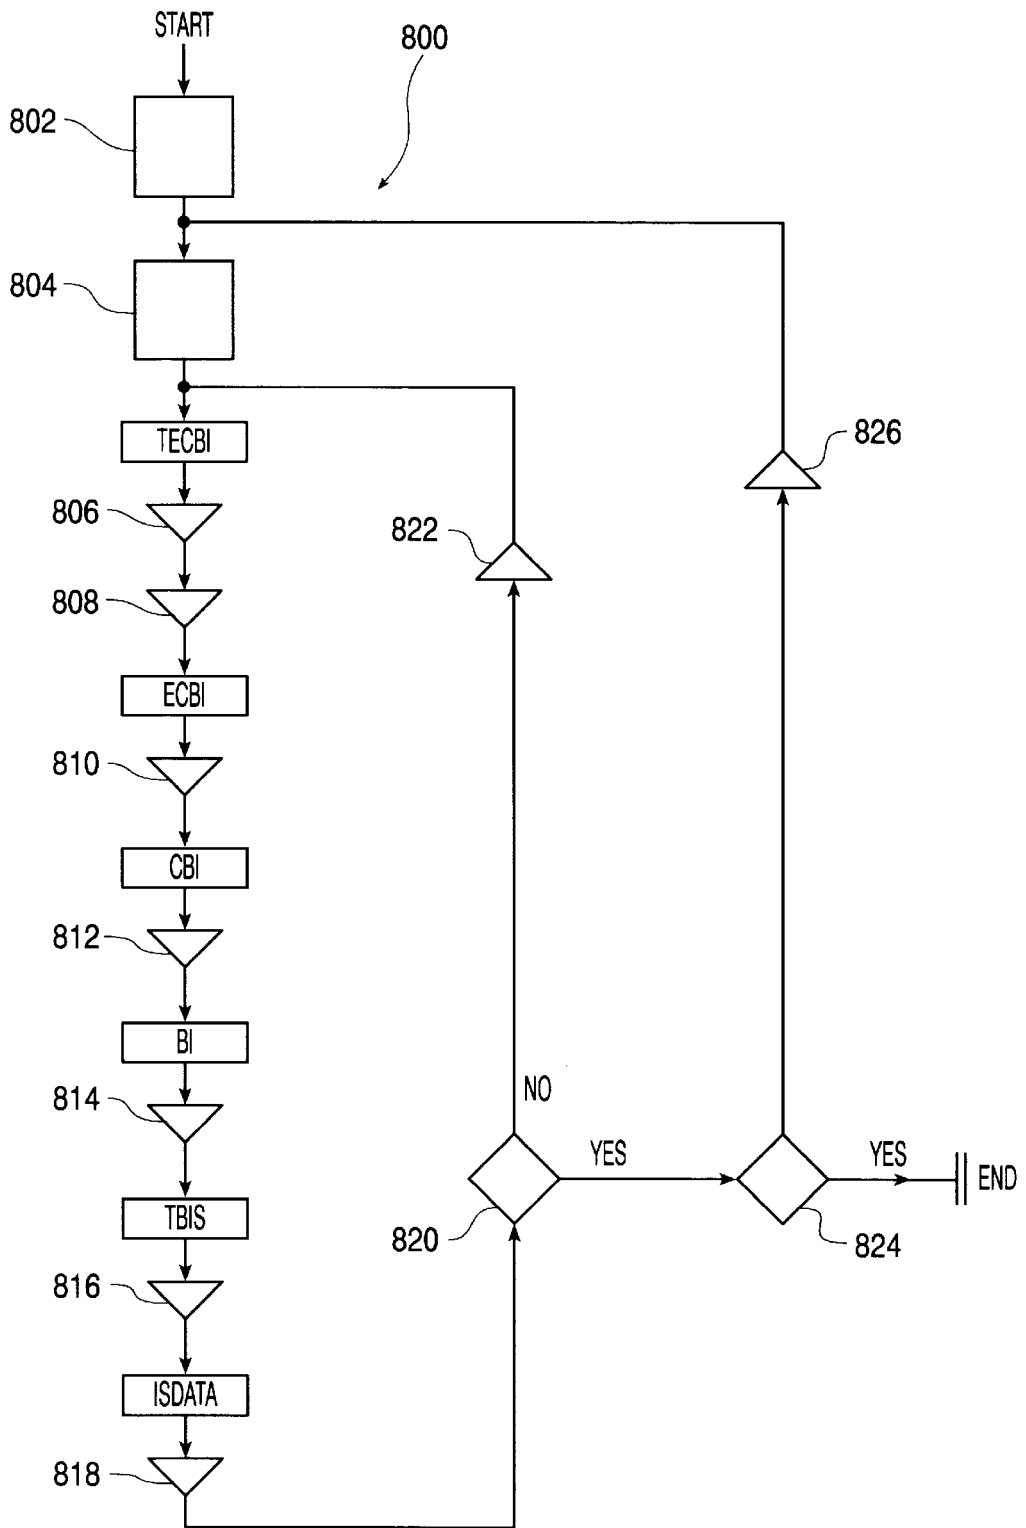 START
800
802
804
TECBI
826
806
822
808
ECBI
810
CBI
812
BI
NO
814
YES
YES
END
TBIS
820
824
816
ISDATA
818